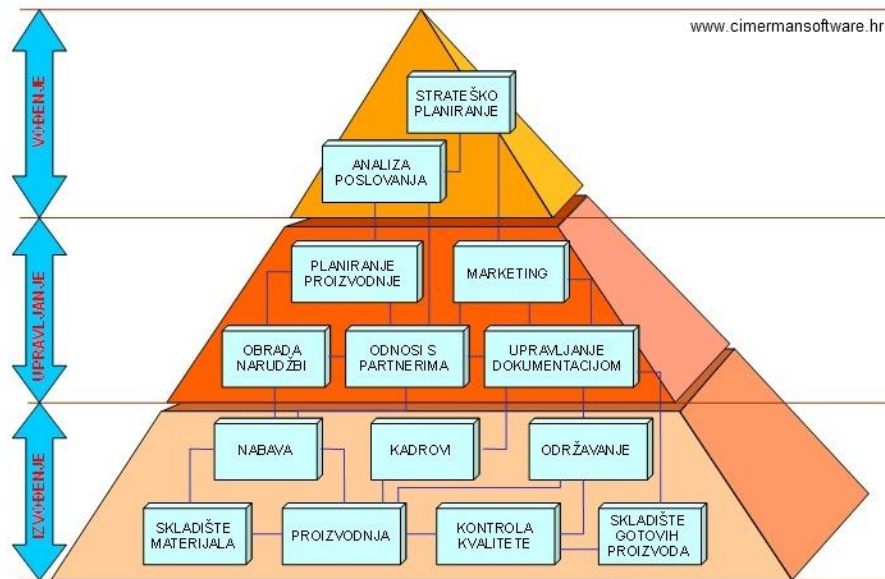 www.cimermansoftware.hr
VOĐENJE
STRATEŠKO
PLANIRANJE
ANALIZA
POSLOVANJA
UPRAVLJANJE
PLANIRANJE
PROIZVODNJE
MARKETING
OBRADA
NARUDŽBI
ODNOSI S
PARTNERIMA
UPRAVLJANJE
DOKUMENTACIJOM
IZVOĐENJE
NABAVA
KADROVI
ODRŽAVANJE
SKLADIŠTE
MATERIJALA
PROIZVODNJA
KONTROLA
KVALITETE
SKLADIŠTE
GOTOVIH
PROIZVODA